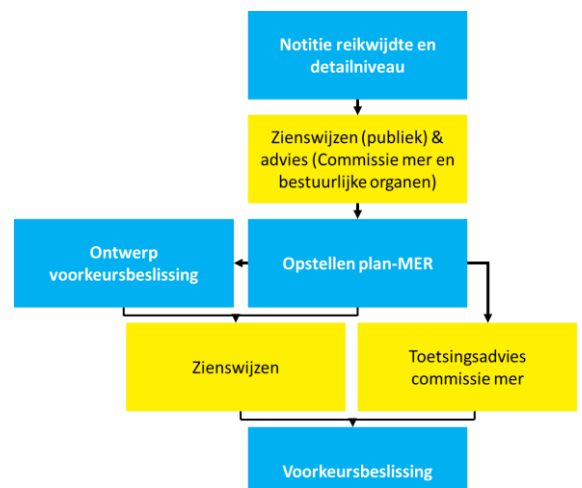 Notitie reikwijdte en
detailniveau
Zienswijzen (publiek) &
advies (Commissie mer en
bestuurlijke organen)
Ontwerp
voorkeursbeslissing
Opstellen plan-MER
Zienswijzen
Toetsingsadvies
commissie mer
Voorkeursbeslissing